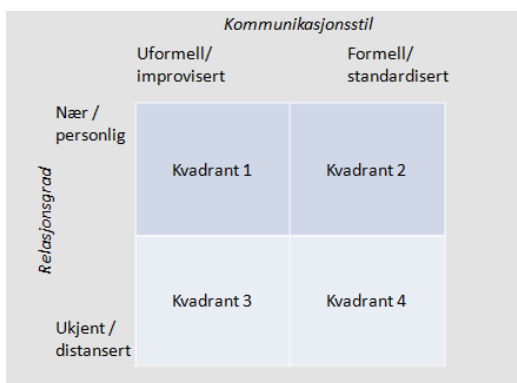 Kommunikasjonsstil
Uformell/
improvisert
Formell/
standardisert
Nær /
personlig
Kvadrant 1
Kvadrant 2
Relasjonsgrad
Kvadrant 3
Kvadrant 4
Ukjent /
distansert